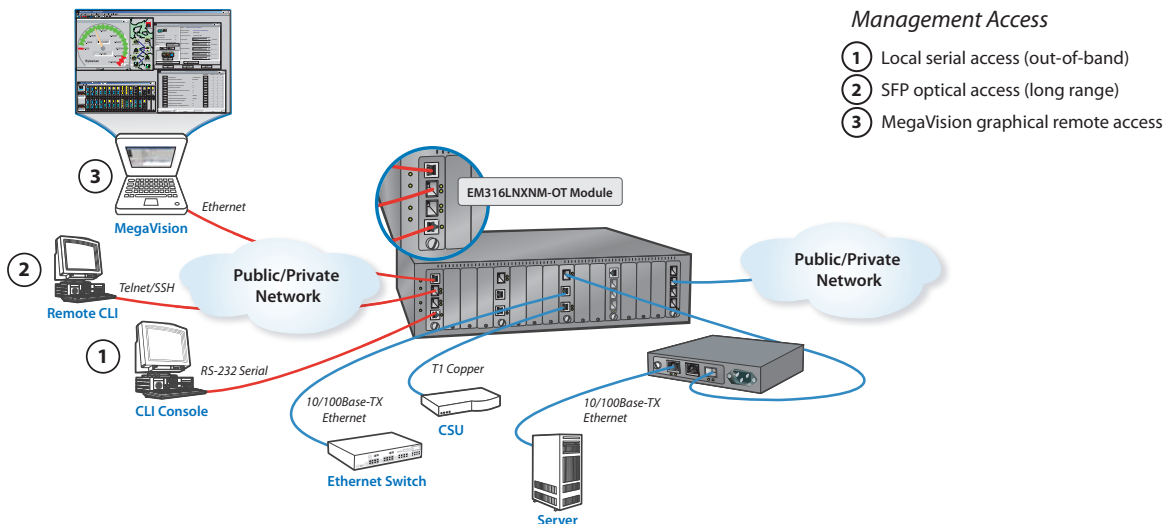 Management Access
1 Local serial access (out-of-band)
2 SFP optical access (long range)
3 MegaVision graphical remote access
3
MegaVision
Ethernet
EM316LNXNM-OT Module
2
Remote CLI
Telnet/SSH
Public/Private
Network
Public/Private
Network
1
CLI Console
RS-232 Serial
T1 Copper
CSU
10/100Base-TX
Ethernet
Ethernet Switch
10/100Base-TX
Ethernet
Server